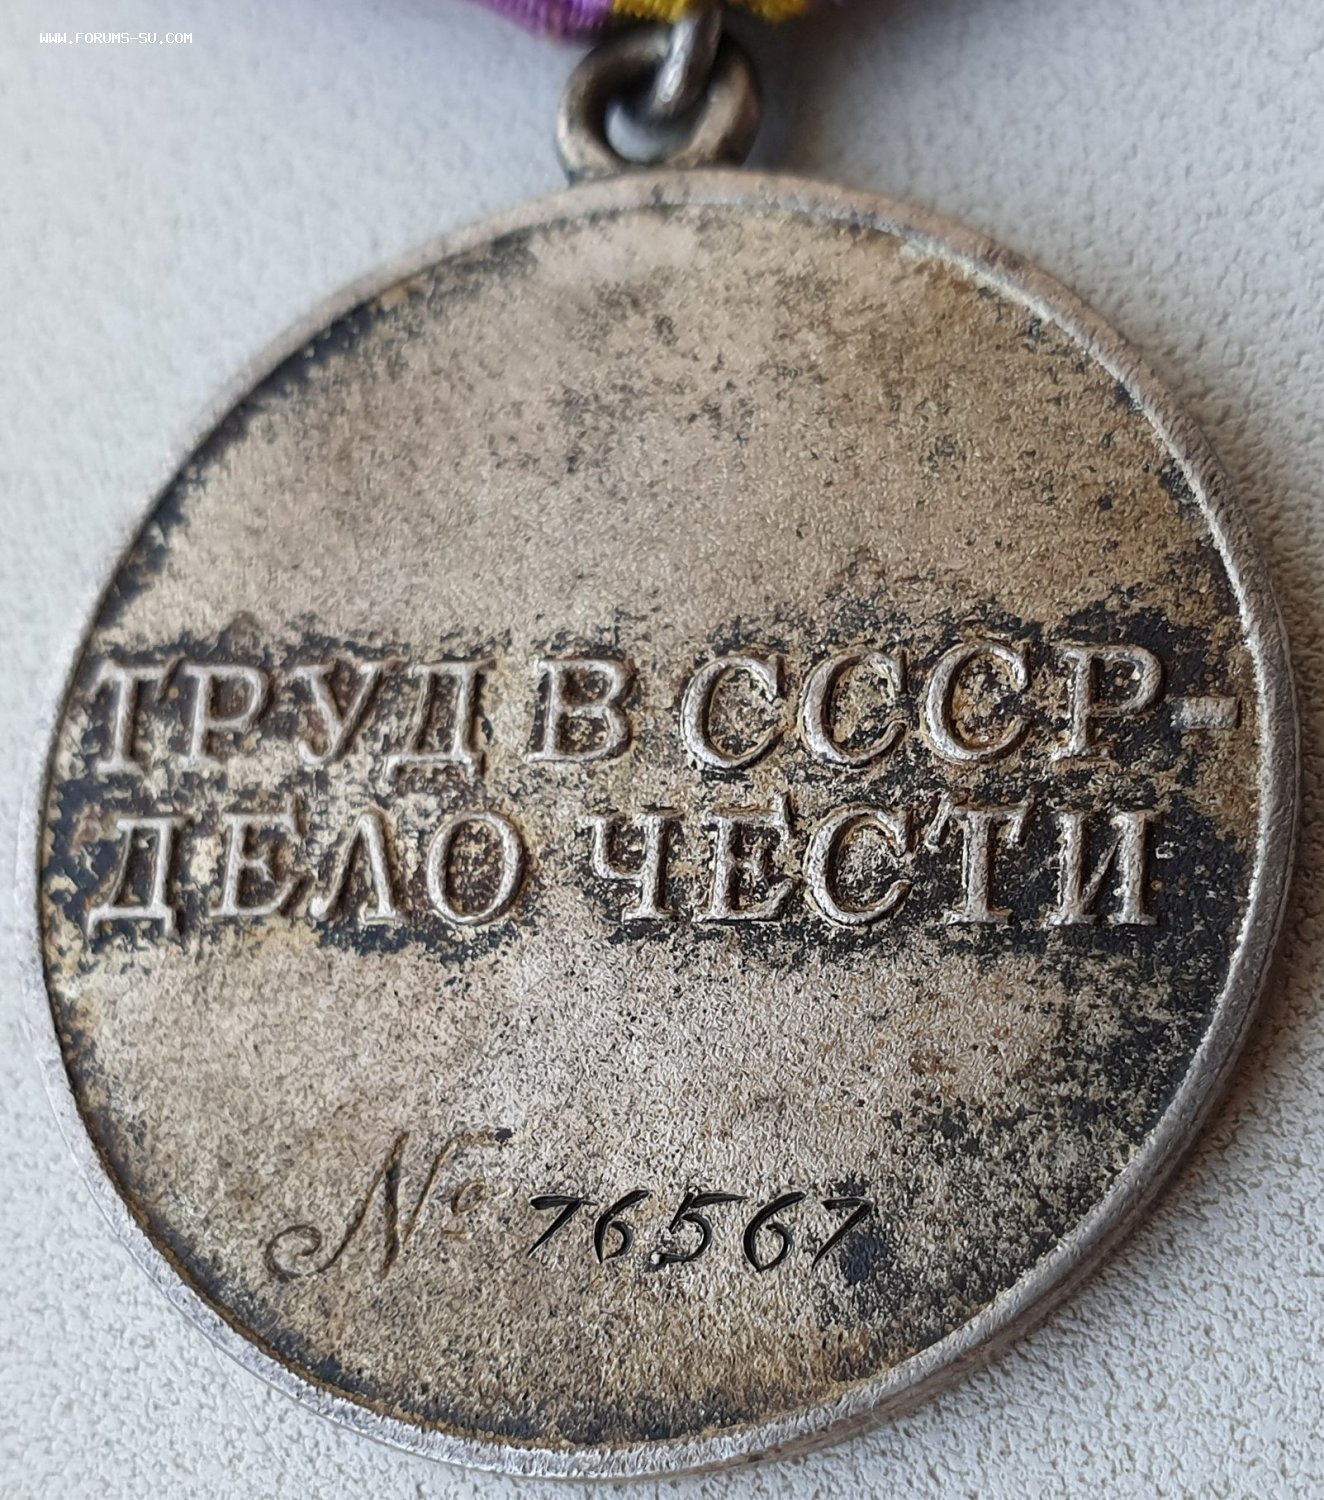 www.forums-su.com
ТРУД В СССР-
ДЕЛО ЧЕСТИ
№ 76567